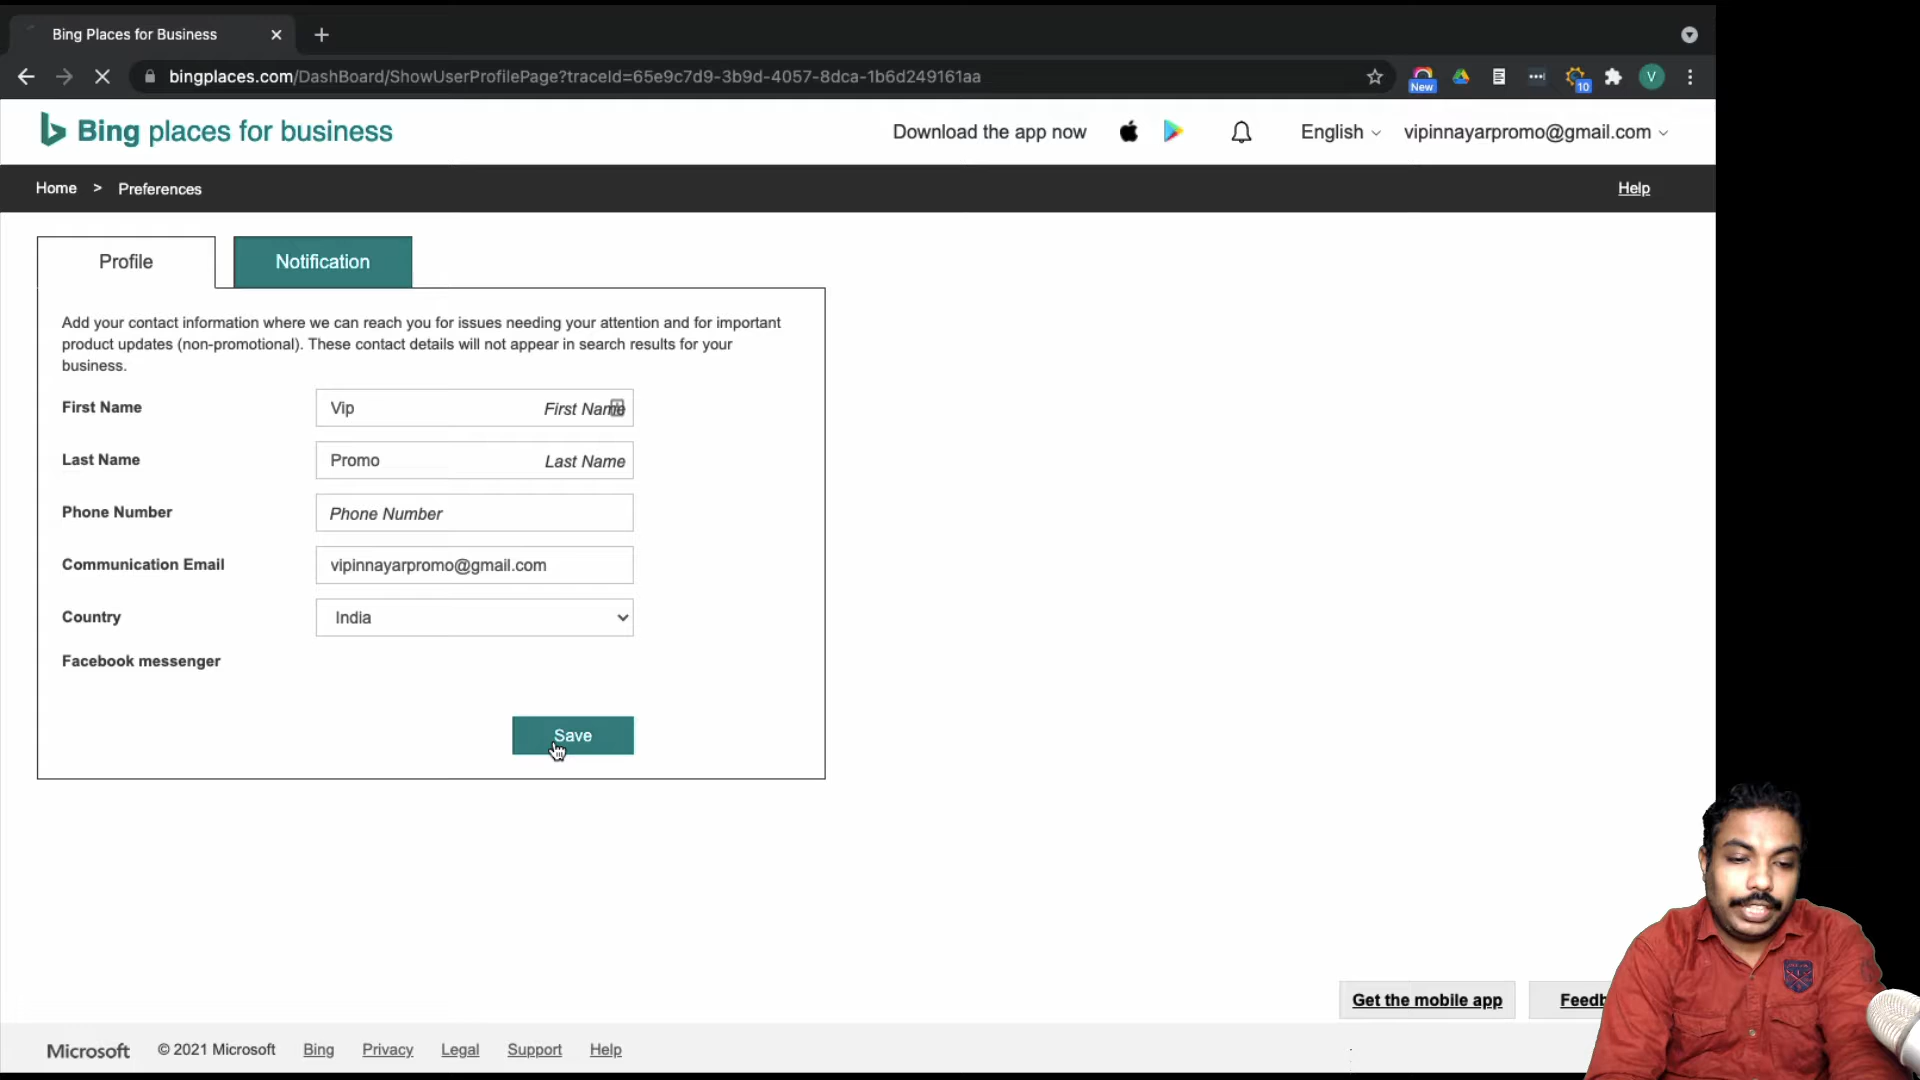 Bing Places for Business
bingplaces.com/DashBoard/ShowUserProfilePage?traceId=65e9c7d9-3b9d-4057-8dca-1b6d249161aa
New
10
V
Bing places for business
Download the app now
English
vipinnayarpromo@gmail.com
Home > Preferences
Help
Profile
Notification
Add your contact information where we can reach you for issues needing your attention and for important
product updates (non-promotional). These contact details will not appear in search results for your
business.
First Name
Vip
First Name
Last Name
Promo
Last Name
Phone Number
Phone Number
Communication Email
vipinnayarpromo@gmail.com
Country
India
Facebook messenger
Save
Get the mobile app
Feedb
Microsoft
© 2021 Microsoft
Bing
Privacy
Legal
Support
Help